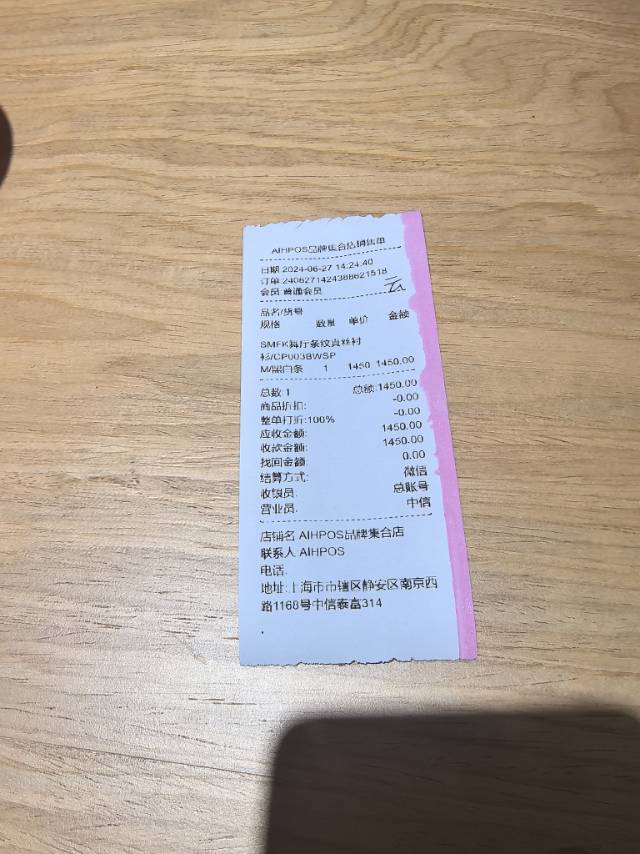 AIHPOS品牌集合店销售单
日期:2024-06-27 14:24:40
订单:2406271424388621518
会员:普通会员
品名/货号
规格 数量 单价 金额
SMFK舞厅条纹真丝衬
衫/CP003BWSP
M/黑白条 1 1450 1450.00
总数:1 总额:1450.00
商品折扣: -0.00
整单打折:100% -0.00
应收金额: 1450.00
收款金额: 1450.00
找回金额: 0.00
结算方式: 微信
收银员: 总账号
营业员: 中信
店铺名 AIHPOS品牌集合店
联系人 AIHPOS
电话:
地址:上海市市辖区静安区南京西
路1168号中信泰富314